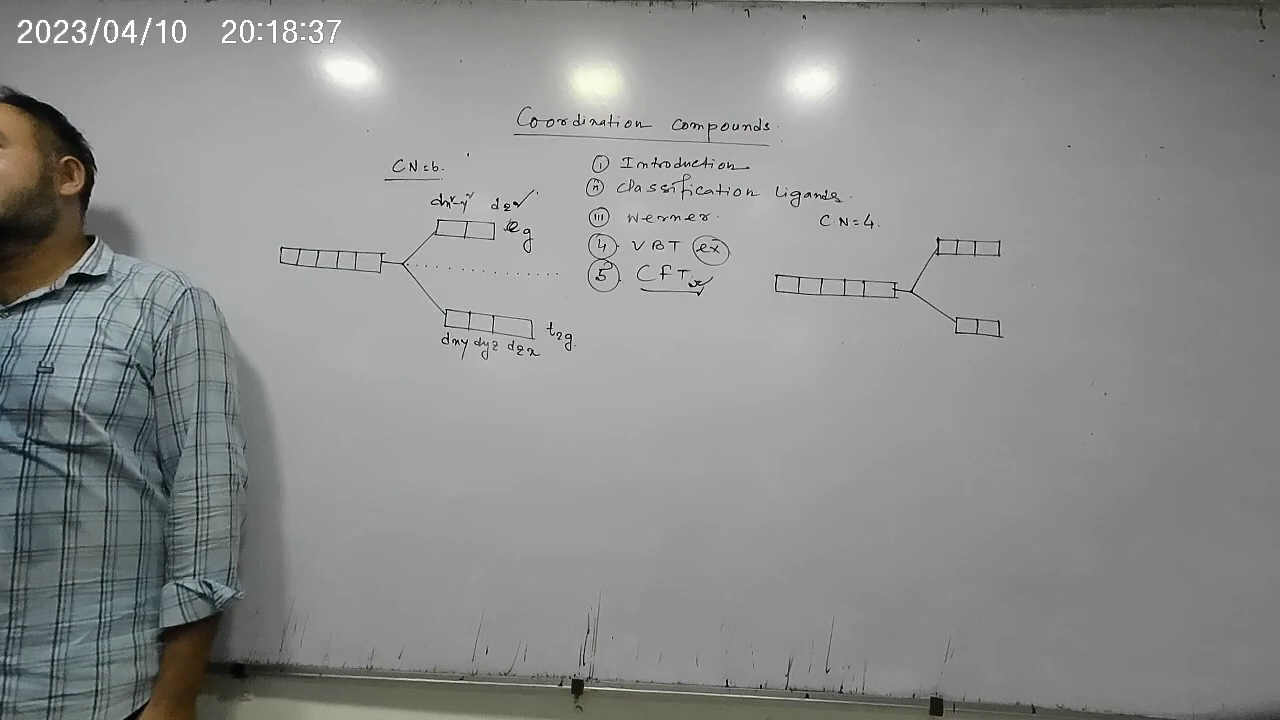 2023/04/10 20:18:37
Coordination Compounds.
CN=6.
dx²-y² dz²
eg
t₂g.
dxy dyz dzx
(i) Introduction
(ii) Classification Ligands.
(iii) Werner.
(4) VBT (ex)
(5) CFT
CN=4.